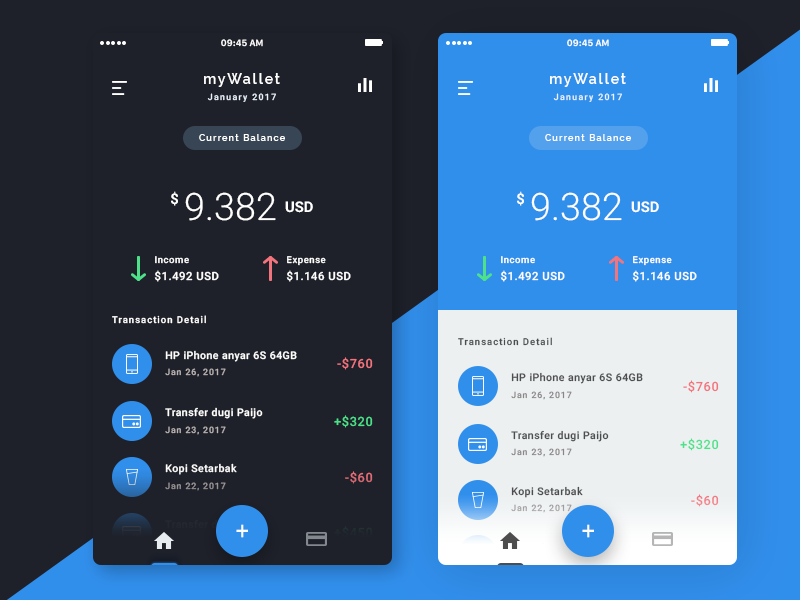 09:45 AM
myWallet
January 2017
Current Balance
$ 9.382 USD
Income
$1.492 USD
Expense
$1.146 USD
Transaction Detail
HP iPhone anyar 6S 64GB
Jan 26, 2017
-$760
Transfer dugi Paijo
Jan 23, 2017
+$320
Kopi Setarbak
Jan 22, 2017
-$60
Transfer
+$450
+
09:45 AM
myWallet
January 2017
Current Balance
$ 9.382 USD
Income
$1.492 USD
Expense
$1.146 USD
Transaction Detail
HP iPhone anyar 6S 64GB
Jan 26, 2017
-$760
Transfer dugi Paijo
Jan 23, 2017
+$320
Kopi Setarbak
Jan 22, 2017
-$60
+